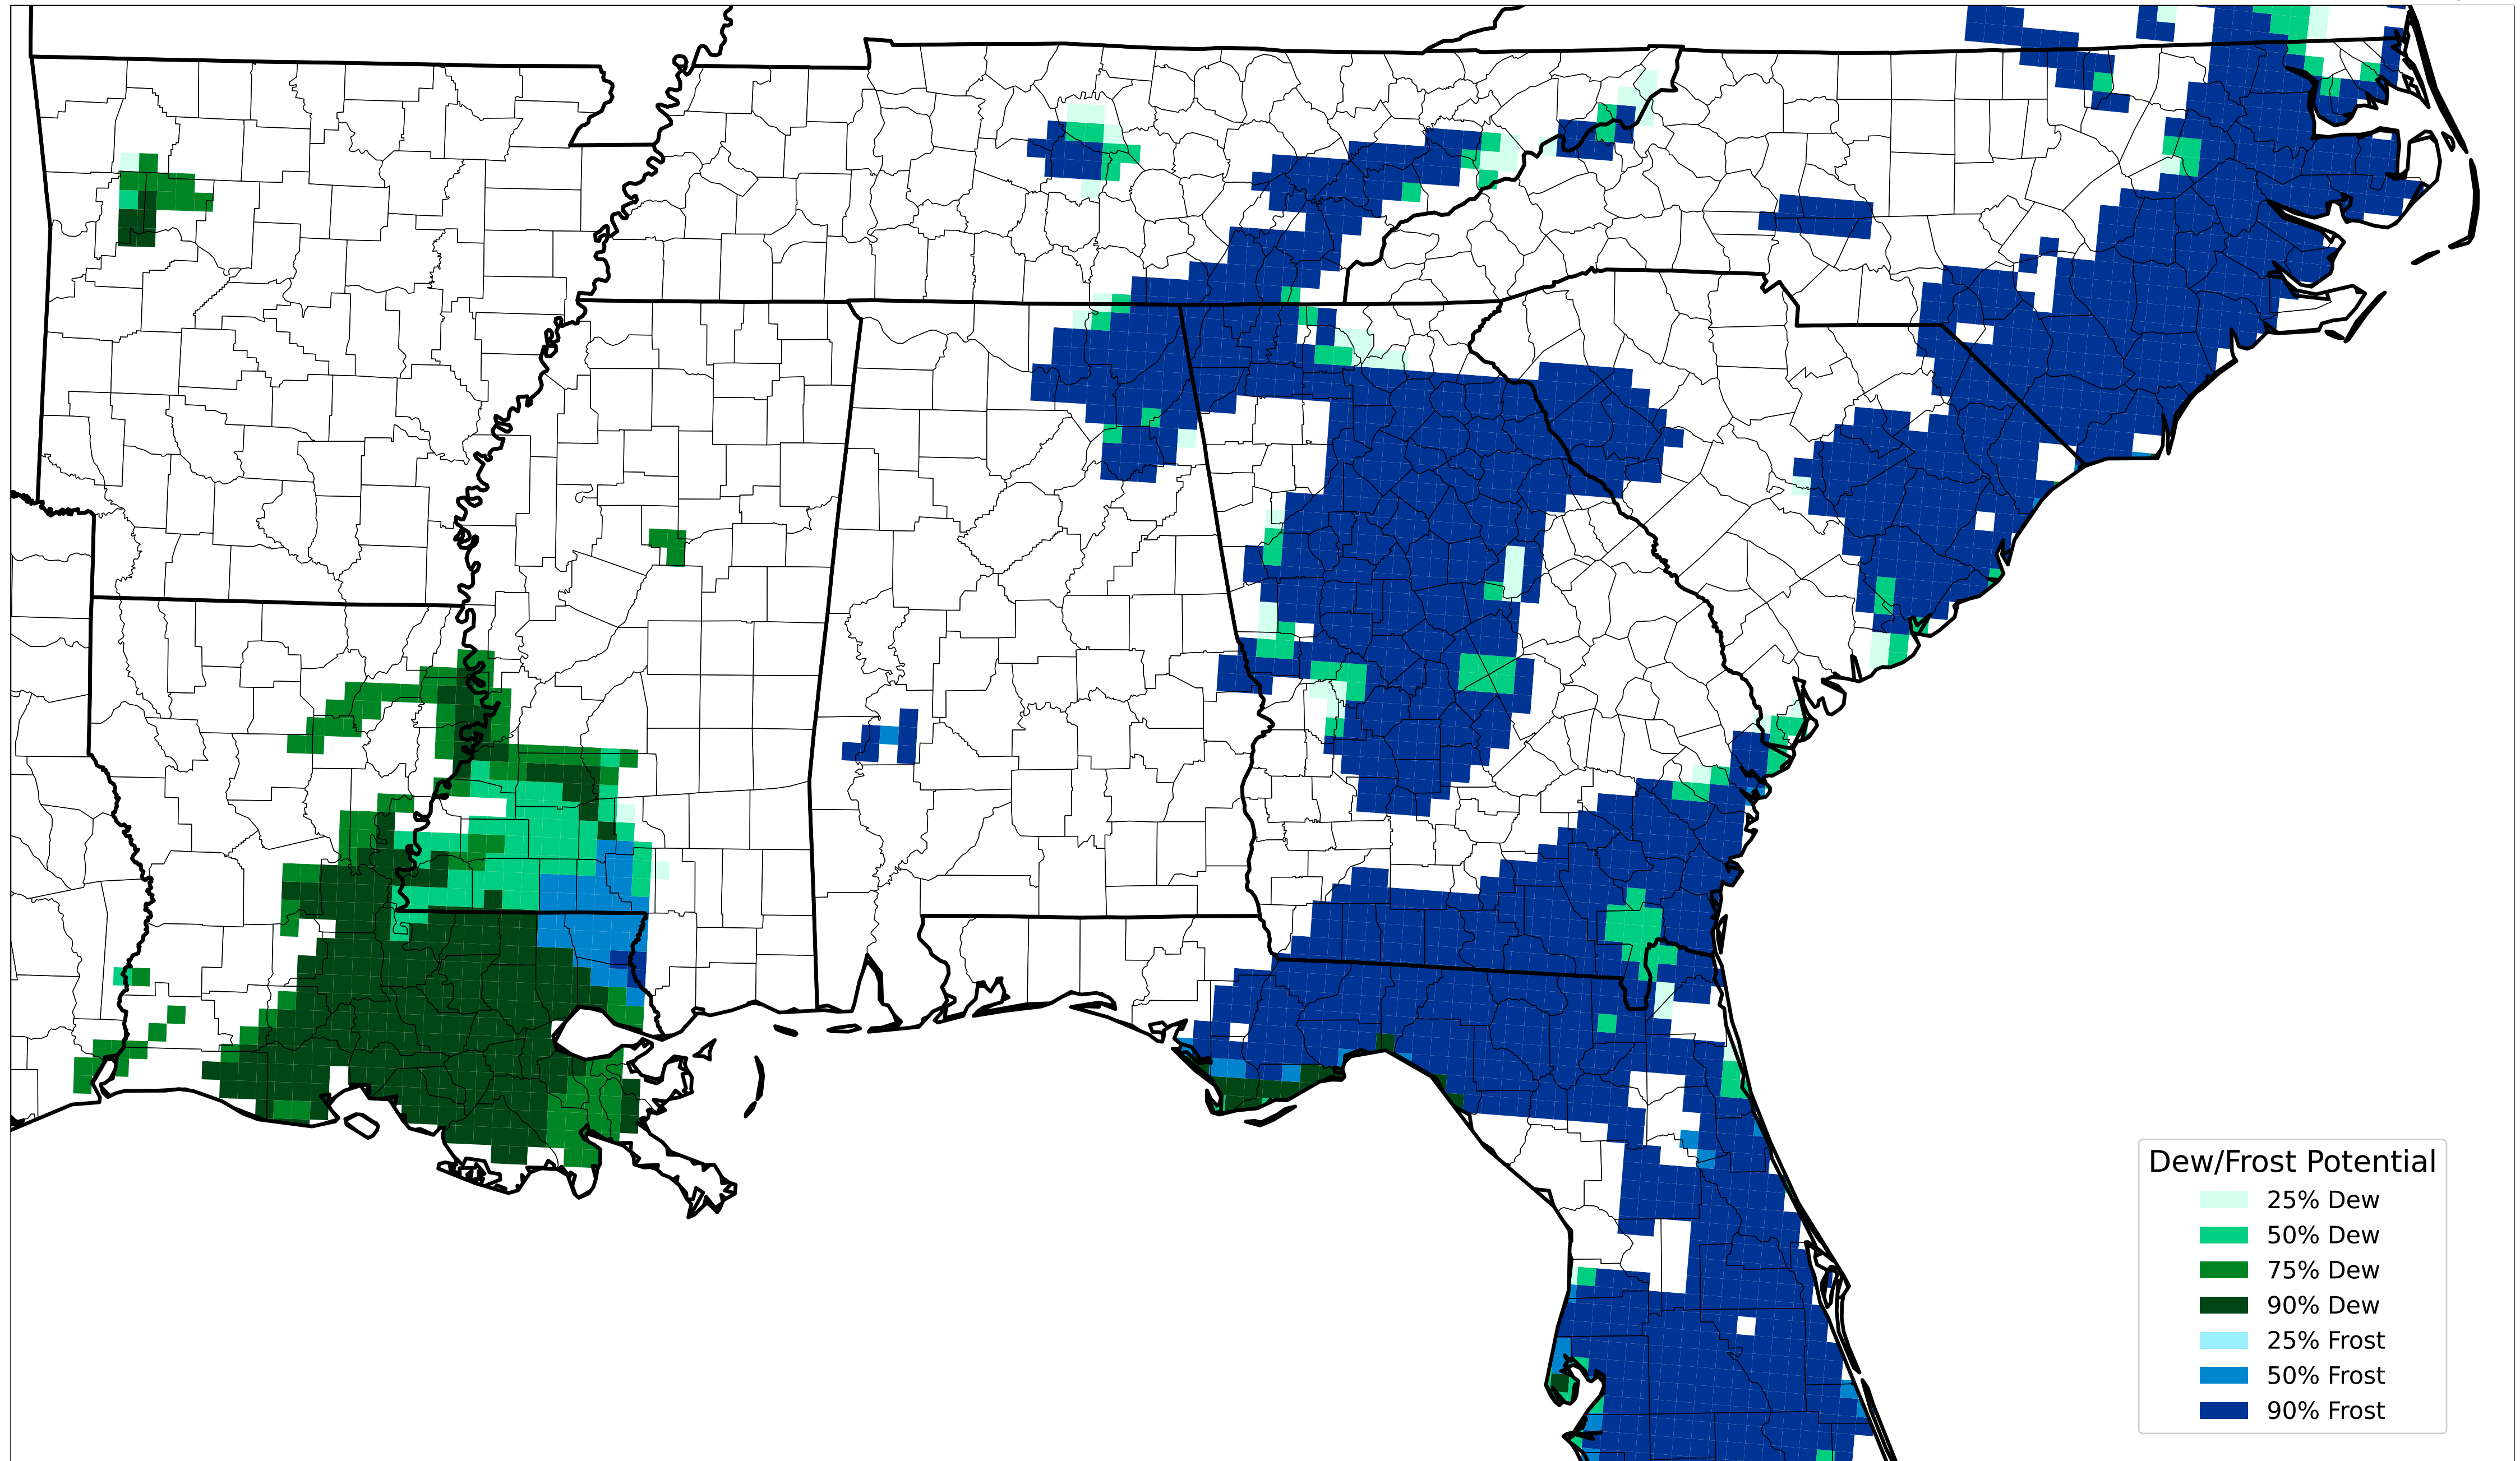 Dew/Frost Potential
25% Dew
50% Dew
75% Dew
90% Dew
25% Frost
50% Frost
90% Frost